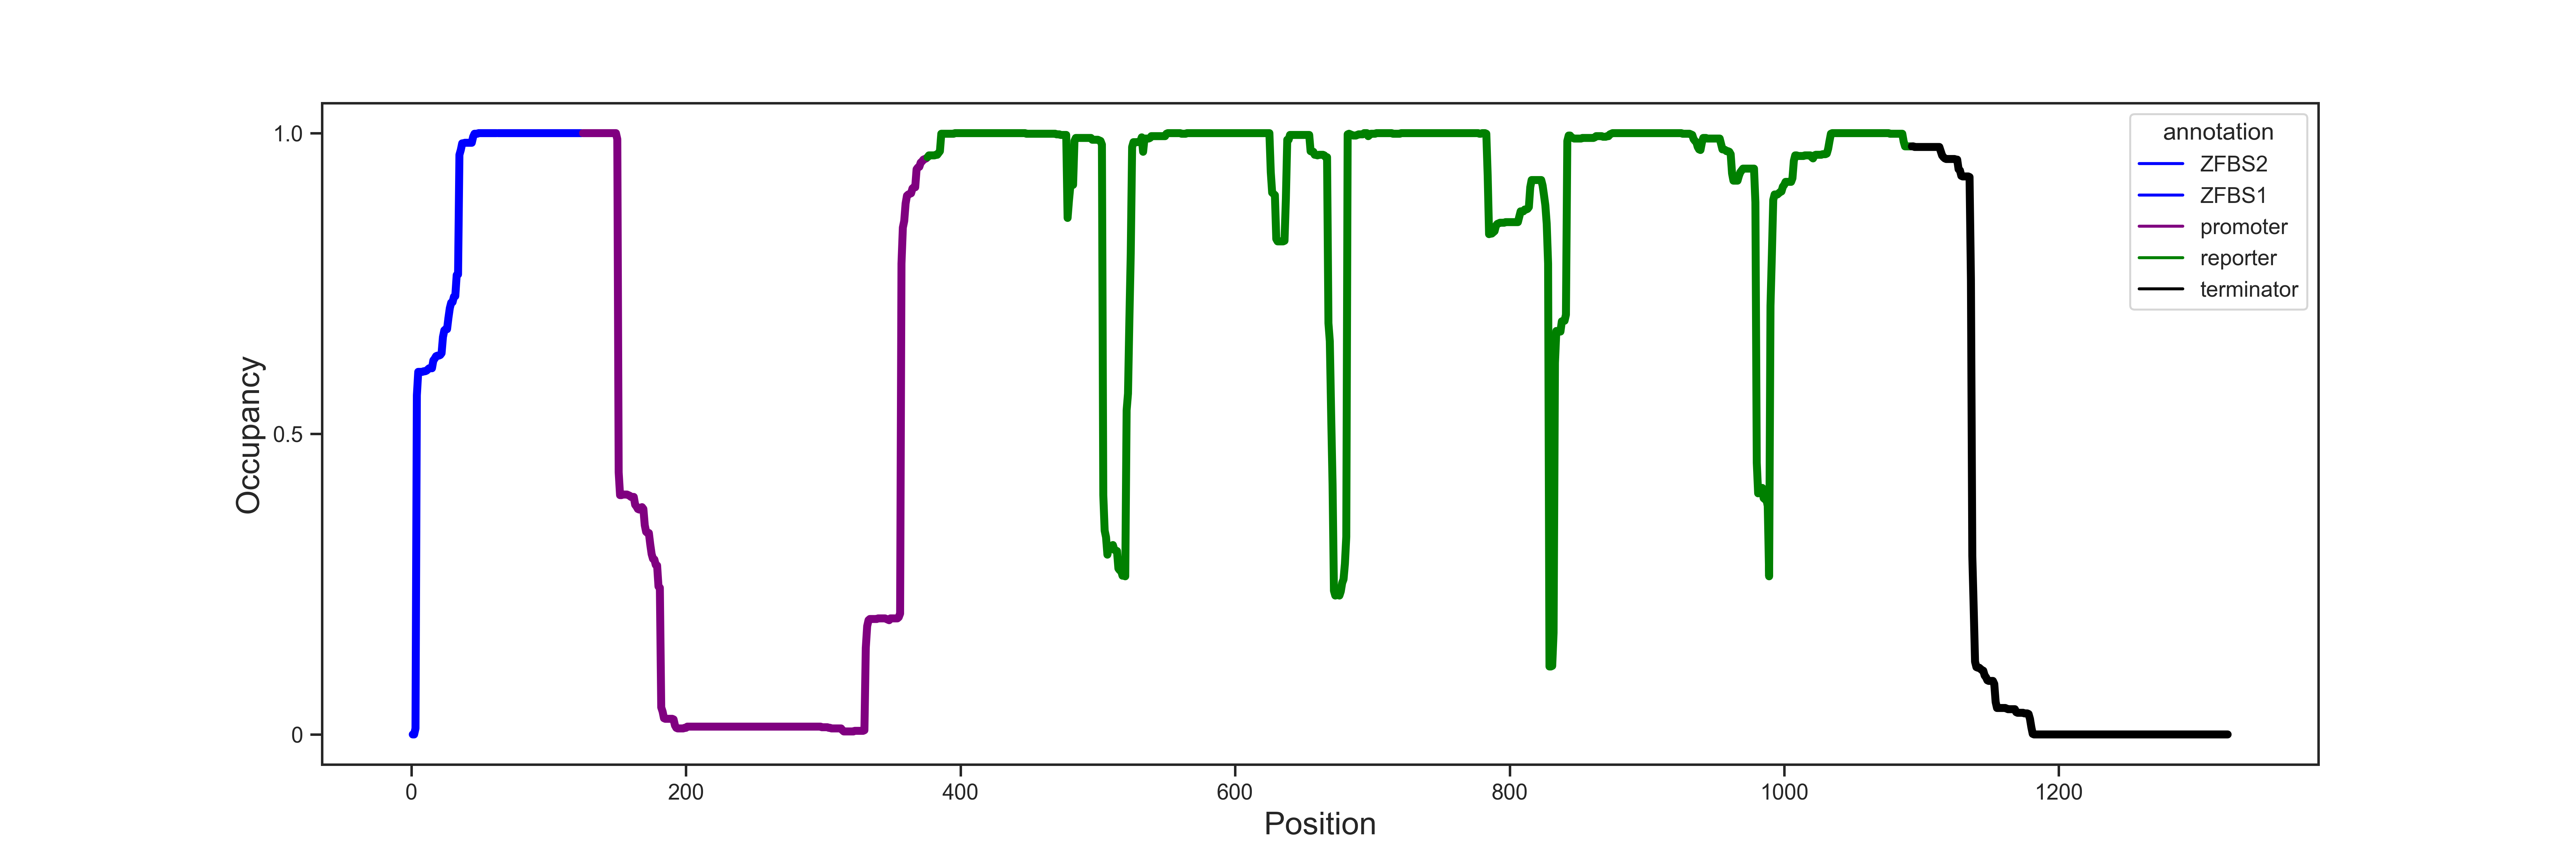 annotation
ZFBS2
ZFBS1
promoter
reporter
terminator
1.0
0.5
0
Occupancy
0 200 400 600 800 1000 1200
Position